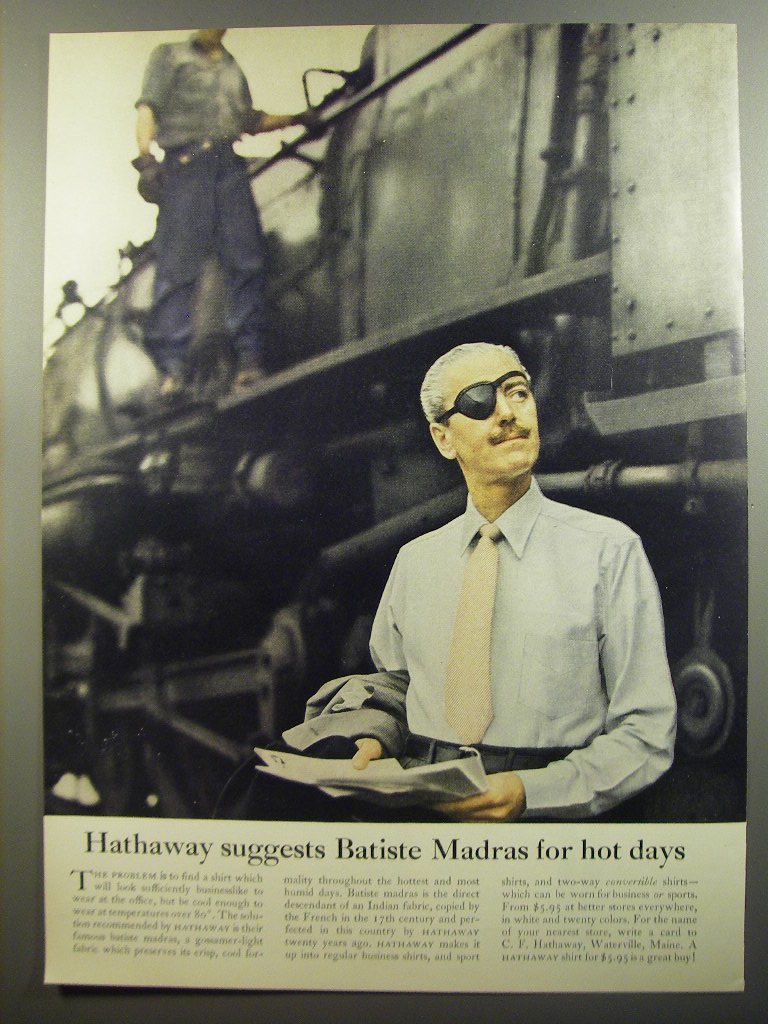 Hathaway suggests Batiste Madras for hot days
THE PROBLEM is to find a shirt which
will look sufficiently businesslike to
wear at the office, but be cool enough to
wear at temperatures over 80°. The solu-
tion recommended by HATHAWAY is their
famous batiste madras, a gossamer-light
fabric which preserves its crisp, cool for-
mality throughout the hottest and most
humid days. Batiste madras is the direct
descendant of an Indian fabric, copied by
the French in the 17th century and per-
fected in this country by HATHAWAY
twenty years ago. HATHAWAY makes it
up into regular business shirts, and sport
shirts, and two-way convertible shirts—
which can be worn for business or sports.
From $5.95 at better stores everywhere,
in white and twenty colors. For the name
of your nearest store, write a card to
C. F. Hathaway, Waterville, Maine. A
HATHAWAY shirt for $5.95 is a great buy!